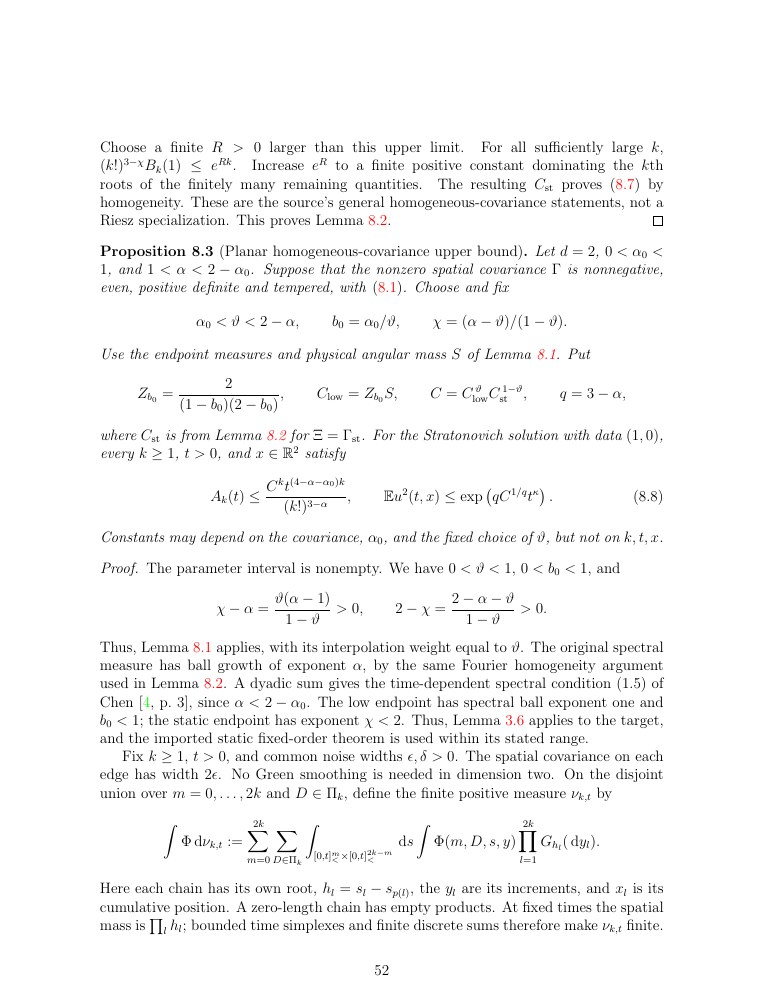 Choose a finite R > 0 larger than this upper limit. For all sufficiently large k,
(k!)^{3−χ}B_k(1) ≤ e^{Rk}. Increase e^R to a finite positive constant dominating the kth
roots of the finitely many remaining quantities. The resulting C_st proves (8.7) by
homogeneity. These are the source's general homogeneous-covariance statements, not a
Riesz specialization. This proves Lemma 8.2. □
Proposition 8.3 (Planar homogeneous-covariance upper bound). Let d = 2, 0 < α_0 <
1, and 1 < α < 2 − α_0. Suppose that the nonzero spatial covariance Γ is nonnegative,
even, positive definite and tempered, with (8.1). Choose and fix
α_0 < ϑ < 2 − α, b_0 = α_0/ϑ, χ = (α − ϑ)/(1 − ϑ).
Use the endpoint measures and physical angular mass S of Lemma 8.1. Put
Z_{b_0} = 2/((1 − b_0)(2 − b_0)), C_low = Z_{b_0}S, C = C_low^ϑ C_st^{1−ϑ}, q = 3 − α,
where C_st is from Lemma 8.2 for Ξ = Γ_st. For the Stratonovich solution with data (1, 0),
every k ≥ 1, t > 0, and x ∈ ℝ² satisfy
A_k(t) ≤ C^k t^{(4−α−α_0)k}/(k!)^{3−α}, 𝔼u²(t, x) ≤ exp (qC^{1/q}t^κ). (8.8)
Constants may depend on the covariance, α_0, and the fixed choice of ϑ, but not on k, t, x.
Proof. The parameter interval is nonempty. We have 0 < ϑ < 1, 0 < b_0 < 1, and
χ − α = ϑ(α − 1)/(1 − ϑ) > 0, 2 − χ = (2 − α − ϑ)/(1 − ϑ) > 0.
Thus, Lemma 8.1 applies, with its interpolation weight equal to ϑ. The original spectral
measure has ball growth of exponent α, by the same Fourier homogeneity argument
used in Lemma 8.2. A dyadic sum gives the time-dependent spectral condition (1.5) of
Chen [4, p. 3], since α < 2 − α_0. The low endpoint has spectral ball exponent one and
b_0 < 1; the static endpoint has exponent χ < 2. Thus, Lemma 3.6 applies to the target,
and the imported static fixed-order theorem is used within its stated range.
Fix k ≥ 1, t > 0, and common noise widths ϵ, δ > 0. The spatial covariance on each
edge has width 2ϵ. No Green smoothing is needed in dimension two. On the disjoint
union over m = 0, . . . , 2k and D ∈ Π_k, define the finite positive measure ν_{k,t} by
∫ Φ dν_{k,t} := ∑_{m=0}^{2k} ∑_{D∈Π_k} ∫_{[0,t]_<^m×[0,t]_<^{2k−m}} ds ∫ Φ(m, D, s, y) ∏_{l=1}^{2k} G_{h_l}( dy_l).
Here each chain has its own root, h_l = s_l − s_{p(l)}, the y_l are its increments, and x_l is its
cumulative position. A zero-length chain has empty products. At fixed times the spatial
mass is ∏_l h_l; bounded time simplexes and finite discrete sums therefore make ν_{k,t} finite.
52